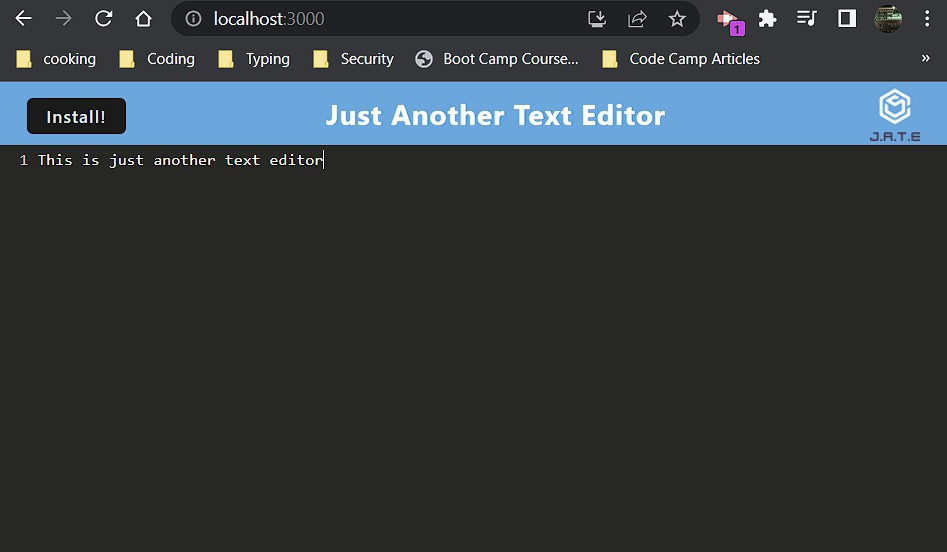 localhost:3000
1
cooking Coding Typing Security Boot Camp Course... Code Camp Articles »
Install! Just Another Text Editor J.A.T.E
1 This is just another text editor